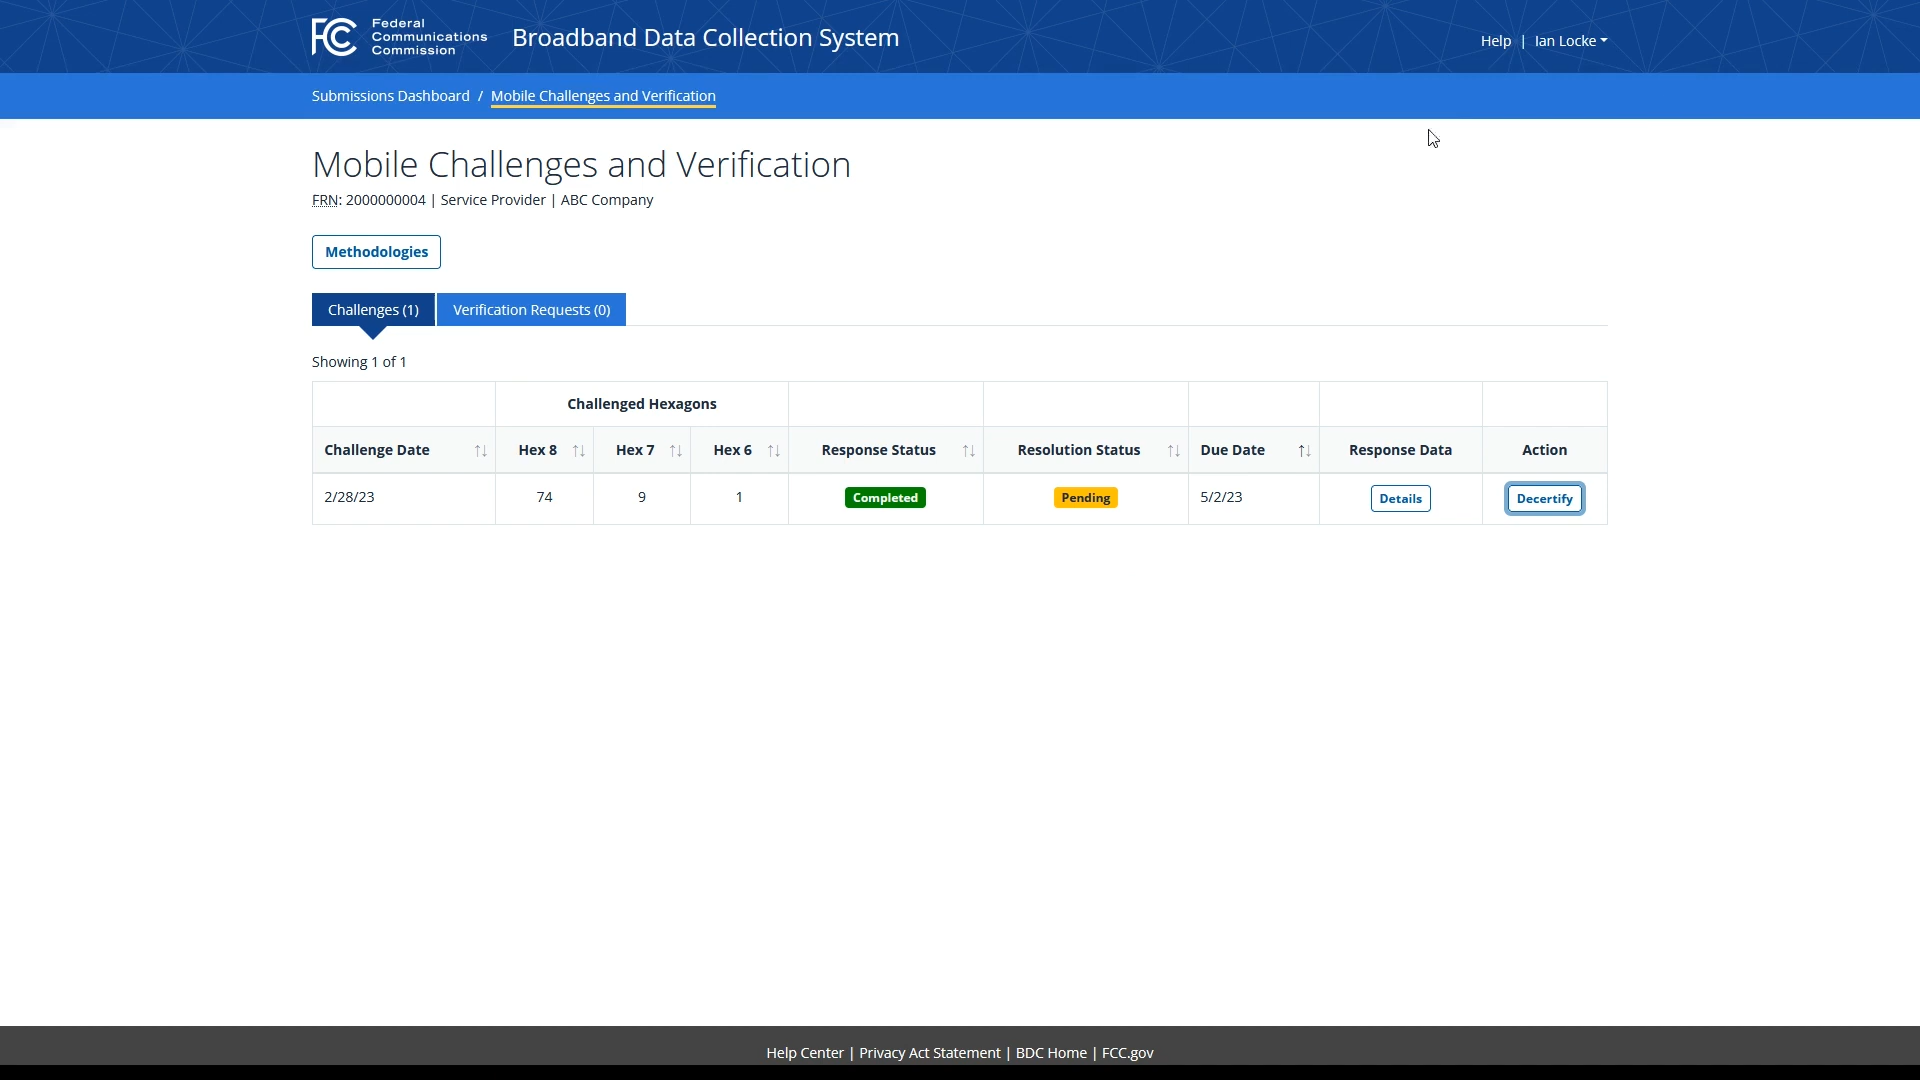 Federal
Communications
Commission
Broadband Data Collection System
Help | Ian Locke
Submissions Dashboard / Mobile Challenges and Verification
Mobile Challenges and Verification
FRN: 2000000004 | Service Provider | ABC Company
Methodologies
Challenges (1) Verification Requests (0)
Showing 1 of 1
Challenged Hexagons
Challenge Date Hex 8 Hex 7 Hex 6 Response Status Resolution Status Due Date Response Data Action
2/28/23 74 9 1 Completed Pending 5/2/23 Details Decertify
Help Center | Privacy Act Statement | BDC Home | FCC.gov